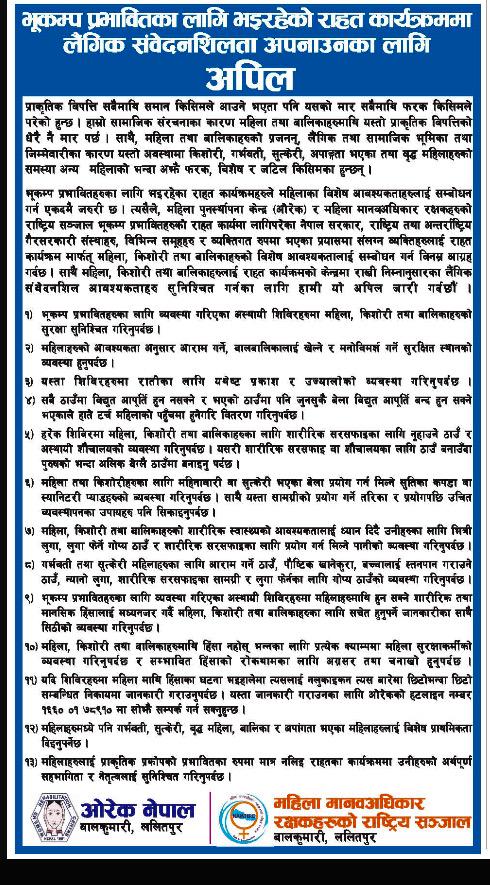 भूकम्प प्रभावितका लागि भइरहेको राहत कार्यक्रममा
लैंगिक संवेदनशिलता अपनाउनका लागि
अपिल
प्राकृतिक विपत्ति सबैमाथि समान किसिमले आउने भएता पनि यसको मार सबैमाथि फरक किसिमले
परेको हुन्छ । हाम्रो सामाजिक संरचनाका कारण महिला तथा बालिकाहरुमाथि यस्तो प्राकृतिक विपत्तिको
धेरै नै मार पर्छ । साथै, महिला तथा बालिकाहरुको प्रजनन, लैंगिक तथा सामाजिक भूमिका तथा
जिम्मेवारीका कारण यस्तो अवस्थामा किशोरी, गर्भवती, सुत्केरी, अपाङ्गता भएका तथा वृद्ध महिलाहरुको
समस्या अन्य महिलाको भन्दा अझै फरक, विशेष र जटिल किसिमका हुन्छन् ।
भूकम्प प्रभावितहरुका लागि भइरहेका राहत कार्यक्रमहरुले महिलाका विशेष आवश्यकताहरुलाई सम्बोधन
गर्न एकदमै जरुरी छ । त्यसैले, महिला पुनर्स्थापना केन्द्र (ओरेक) र महिला मानवअधिकार रक्षकहरुको
राष्ट्रिय सञ्जाल भूकम्प प्रभावितहरुको राहत कार्यमा लागिपरेका नेपाल सरकार, राष्ट्रिय तथा अन्तर्राष्ट्रिय
गैरसरकारी संस्थाहरु, विभिन्न समूहहरु र व्यक्तिगत रुपमा भएका प्रयासमा संलग्न व्यक्तिहरुलाई राहत
कार्यक्रम मार्फत् महिला, किशोरी तथा बालिकाहरुको विशेष आवश्यकतालाई सम्बोधन गर्न विनम्र आग्रह
गर्दछ । साथै महिला, किशोरी तथा बालिकाहरुलाई राहत कार्यक्रमको केन्द्रमा राखी निम्नानुसारका लैंगिक
संवेदनशिल आवश्यकताहरु सुनिश्चित गर्नका लागि हामी यो अपिल जारी गर्दछौं ।
१) भूकम्प प्रभावितहरुका लागि व्यवस्था गरिएका अस्थायी शिविरहरुमा महिला, किशोरी तथा बालिकाहरुको
सुरक्षा सुनिश्चित गरिनुपर्दछ ।
२) महिलाहरुको आवश्यकता अनुसार आराम गर्ने, बालबालिकालाई खेल्ने र मनोविमर्श गर्ने सुरक्षित स्थानको
व्यवस्था हुनुपर्दछ ।
३) यस्ता शिविरहरुमा रातीका लागि यथेष्ट प्रकाश र उज्यालोको व्यवस्था गरिनुपर्दछ ।
४) सबै ठाउँमा बिद्युत आपूर्ति हुन नसक्ने र भएको ठाउँमा पनि जुनसुकै बेला बिद्युत आपूर्ति बन्द हुन सक्ने
भएकाले हाते टर्च महिलाको पहुँचमा हुनेगरि वितरण गरिनुपर्दछ ।
५) हरेक शिविरमा महिला, किशोरी तथा बालिकाहरुका लागि शारीरिक सरसफाइका लागि नुहाउने ठाउँ र
अस्थायी शौचालयको व्यवस्था गरिनुपर्दछ । यसरी शारीरिक सरसफाइ वा शौचालयका लागि ठाउँ बनाउँदा
पुरुषको भन्दा अलिक बेग्लै ठाउँमा बनाइनु पर्दछ ।
६) महिला तथा किशोरीहरुका लागि महिनावारी वा सुत्केरी भएका बेला प्रयोग गर्न मिल्ने सुतिका कपडा वा
स्यानिटरी प्याडहरुको व्यवस्था गरिनुपर्दछ । साथै यस्ता सामग्रीको प्रयोग गर्ने तरिका र प्रयोगपछि उचित
व्यवस्थापनका उपायहरु पनि सिकाइनुपर्दछ ।
७) महिला, किशोरी तथा बालिकाहरुको शारीरिक स्वास्थ्यको आवश्यकतालाई ध्यान दिदै उनीहरुका लागि भित्री
लुगा, लुगा फेर्ने गोप्य ठाउँ र शारीरिक सरसफाइका लागि प्रयोग गर्न मिल्ने पानीको व्यवस्था गरिनुपर्दछ ।
८) गर्भवती तथा सुत्केरी महिलाहरुका लागि आराम गर्ने ठाउँ, पौष्टिक खानेकुरा, बच्चालाई स्तनपान गराउने
ठाउँ, न्यानो लुगा, शारीरिक सरसफाइका सामग्री र लुगा फेर्नका लागि गोप्य ठाउँको व्यवस्था गरिनुपर्दछ ।
९) भूकम्प प्रभावितहरुका लागि व्यवस्था गरिएका अस्थायी शिविरहरुमा महिलाहरुमाथि हुन सक्ने शारीरिक तथा
मानसिक हिंसालाई मध्यनजर गर्दै महिला, किशोरी तथा बालिकाहरुका लागि सचेत हुनुपर्ने जानकारीका साथै
सिठीको व्यवस्था गरिनुपर्दछ ।
१०) महिला, किशोरी तथा बालिकाहरुमाथि हिंसा नहोस् भन्नका लागि प्रत्येक क्याम्पमा महिला सुरक्षाकर्मीको
व्यवस्था गरिनुपर्दछ र सम्भावित हिंसाको रोकथामका लागि अग्रसर तथा चनाखो हुनुपर्दछ ।
११) यदि शिविरहरुमा महिला माथि हिंसाका घटना भइहालेमा त्यसलाई नलुकाइकन त्यस बारेमा छिटोभन्दा छिटो
सम्बन्धित निकायमा जानकारी गराउनुपर्दछ । यस्ता जानकारी गराउनका लागि ओरेकको हटलाइन नम्बर
१६६० ०१ ७८९१० मा सोझै सम्पर्क गर्न सक्नुहुन्छ ।
१२) महिलाहरुमध्ये पनि गर्भवती, सुत्केरी, वृद्ध महिला, बालिका र अपांगता भएका महिलाहरुलाई बिशेष प्राथमिकता
दिइनुपर्दछ ।
१३) महिलाहरुलाई प्राकृतिक प्रकोपको प्रभावितका रुपमा मात्र नलिइ राहतका कार्यक्रममा उनीहरुको अर्थपूर्ण
सहभागिता र नेतृत्वलाई सुनिश्चित गरिनुपर्दछ ।
ओरेक नेपाल
बालकुमारी, ललितपुर
महिला मानवअधिकार
रक्षकहरुको राष्ट्रिय सञ्जाल
बालकुमारी, ललितपुर